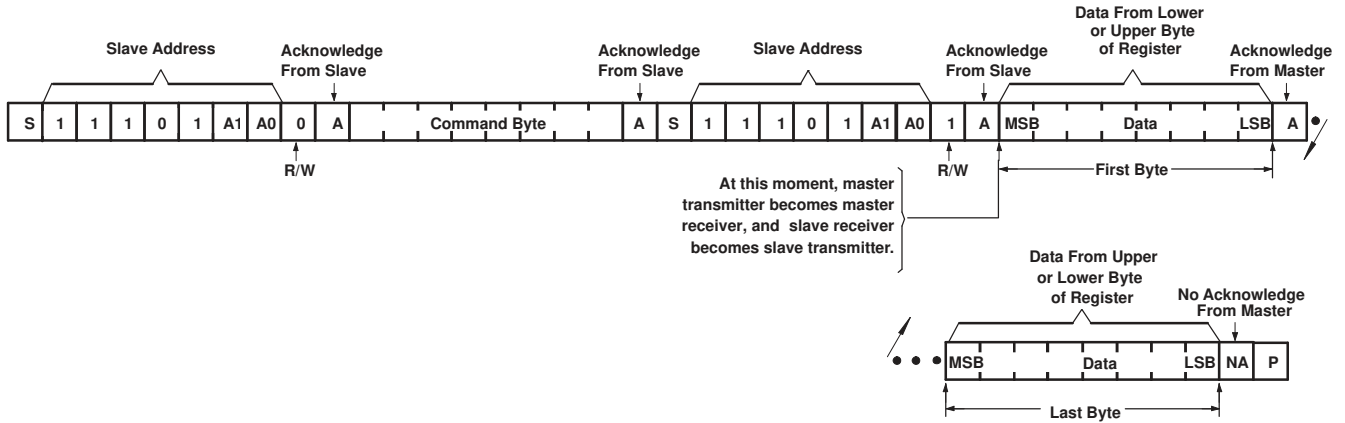 Slave Address
Acknowledge
From Slave
Acknowledge
From Slave
Slave Address
Acknowledge
From Slave
Data From Lower
or Upper Byte
of Register
Acknowledge
From Master
S 1 1 1 0 1 A1 A0 0 A Command Byte A S 1 1 1 0 1 A1 A0 1 A MSB Data LSB A
R/W
R/W
First Byte
At this moment, master
transmitter becomes master
receiver, and slave receiver
becomes slave transmitter.
Data From Upper
or Lower Byte
of Register
No Acknowledge
From Master
MSB Data LSB NA P
Last Byte